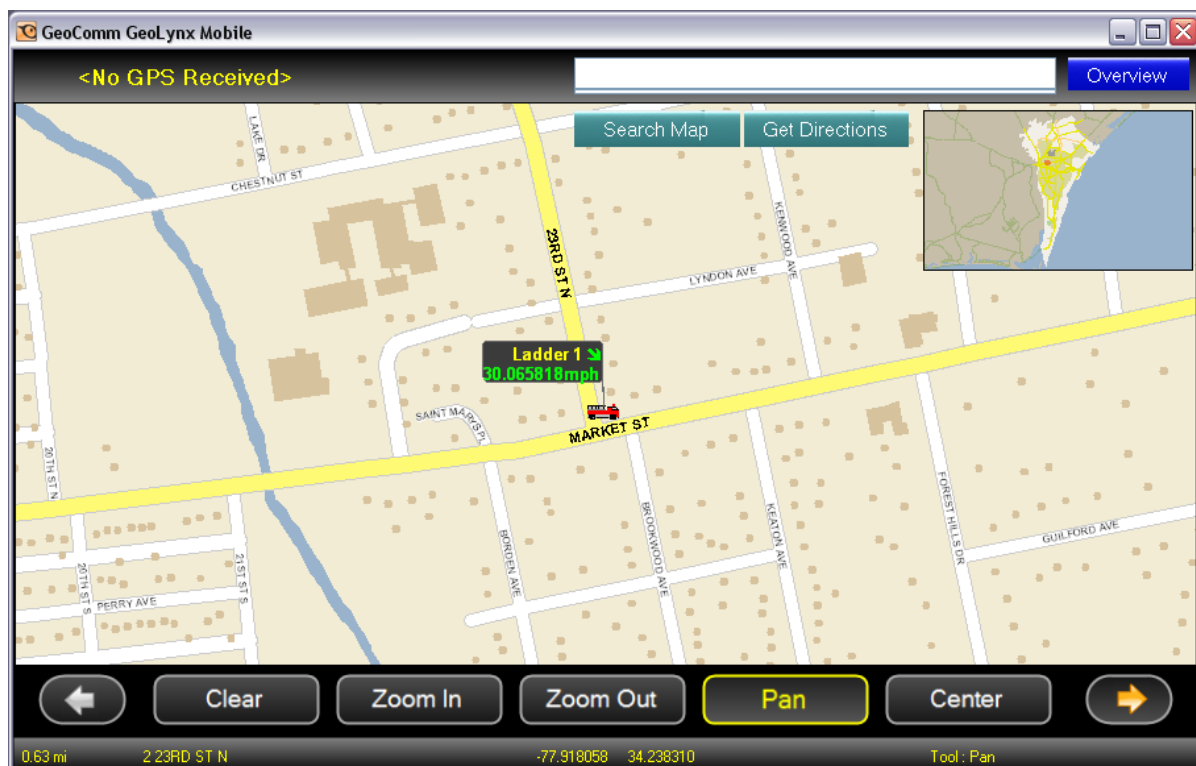 GeoComm GeoLynx Mobile
<No GPS Received>
Overview
Search Map
Get Directions
LAKE DR
CHESTNUT ST
KENWOOD AVE
23RD ST N
LYNDON AVE
Ladder 1
30.065818mph
SAINT MARYS PL
MARKET ST
20TH ST N
BORDEN AVE
BROOKWOOD AVE
KEATON AVE
FOREST HILLS DR
GUILFORD AVE
20TH ST S
21ST ST S
PERRY AVE
Clear
Zoom In
Zoom Out
Pan
Center
0.63 mi
2 23RD ST N
-77.918058 34.238310
Tool : Pan